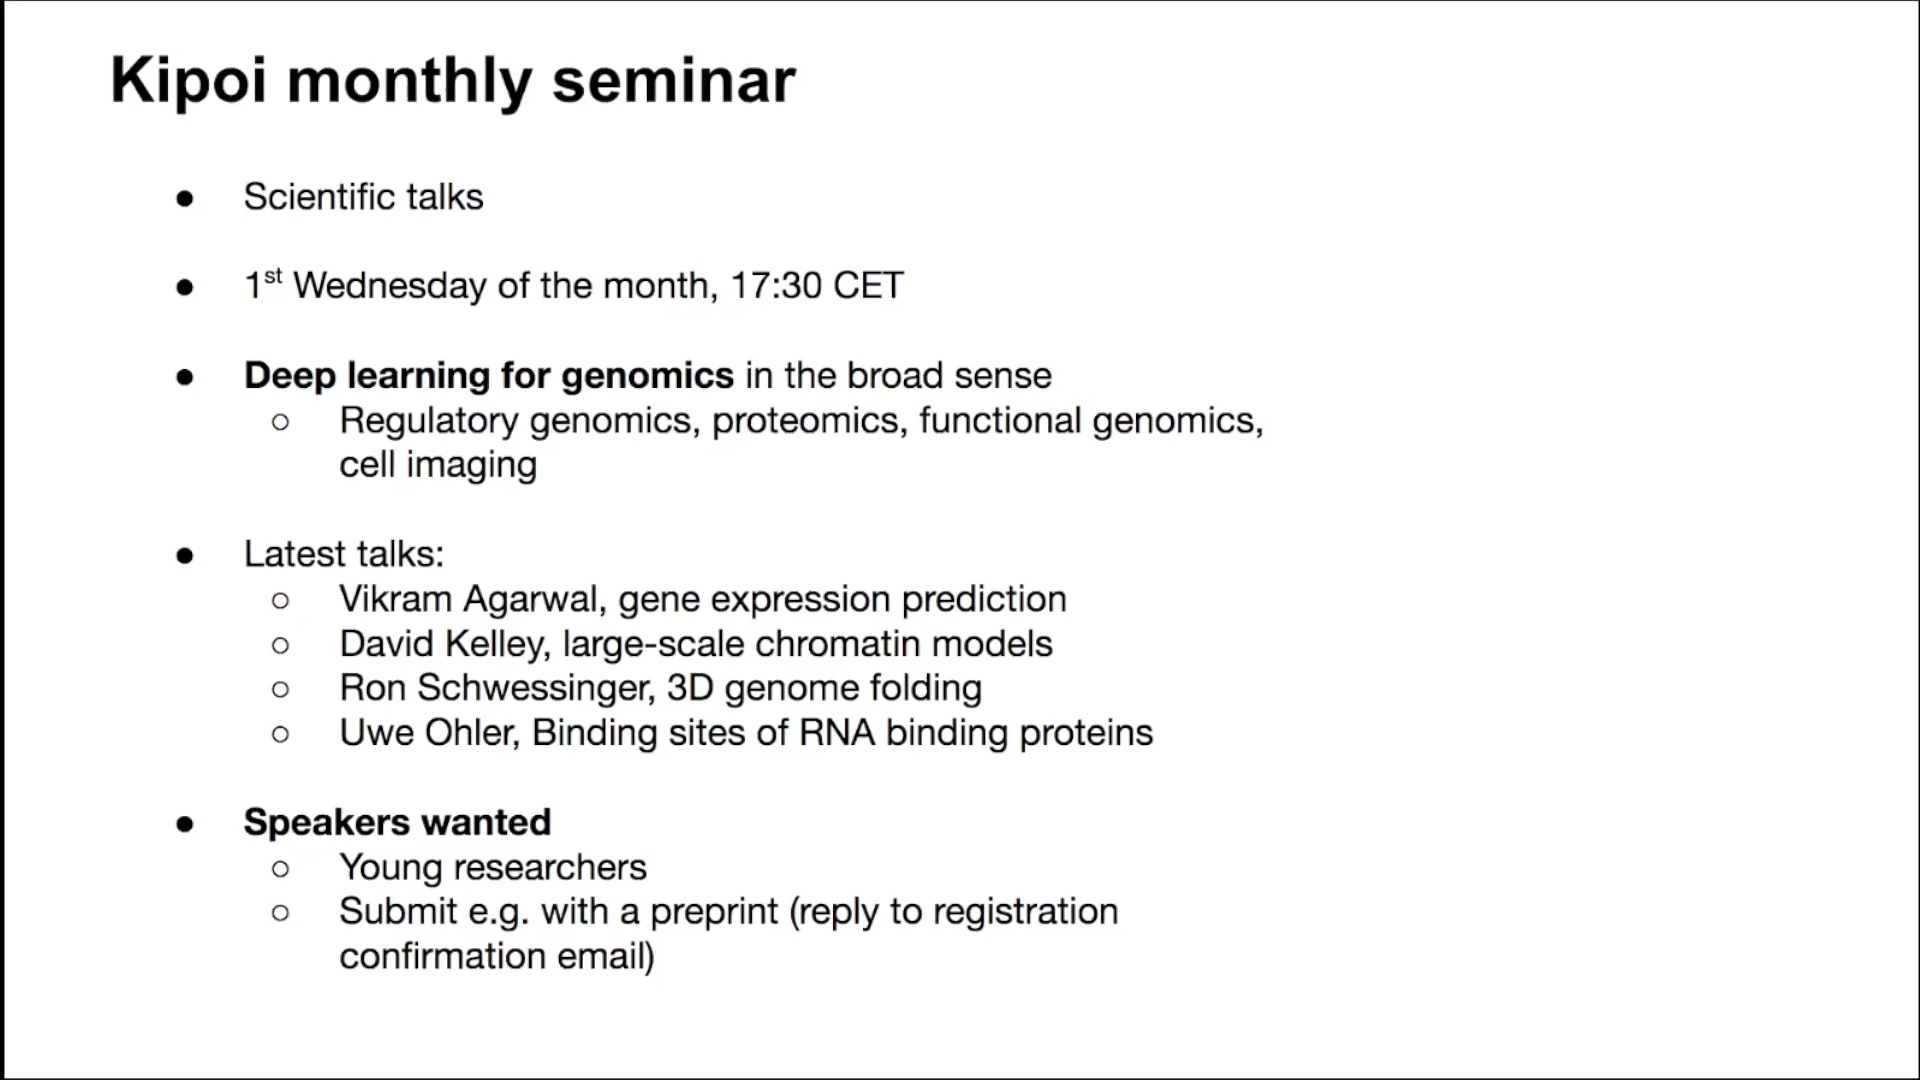 Kipoi monthly seminar
● Scientific talks
● 1st Wednesday of the month, 17:30 CET
● Deep learning for genomics in the broad sense
○ Regulatory genomics, proteomics, functional genomics,
cell imaging
● Latest talks:
○ Vikram Agarwal, gene expression prediction
○ David Kelley, large-scale chromatin models
○ Ron Schwessinger, 3D genome folding
○ Uwe Ohler, Binding sites of RNA binding proteins
● Speakers wanted
○ Young researchers
○ Submit e.g. with a preprint (reply to registration
confirmation email)